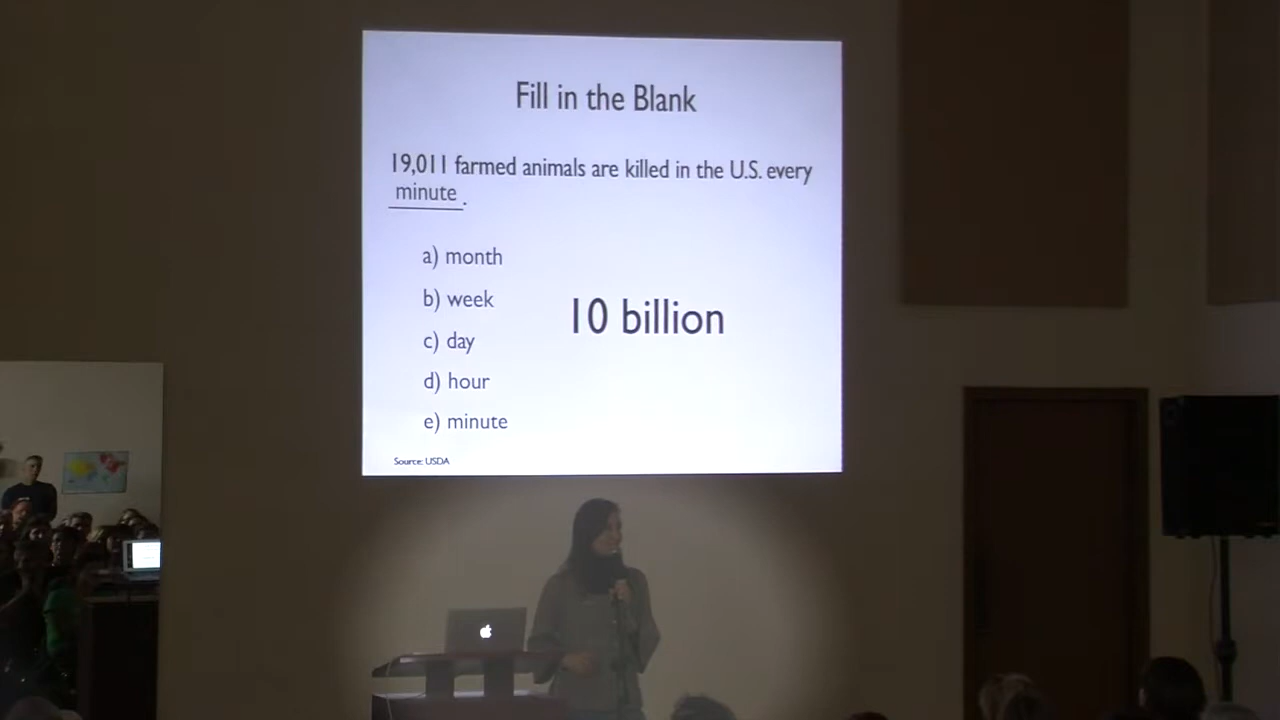 Fill in the Blank
19,011 farmed animals are killed in the U.S. every
minute.
a) month
b) week
c) day
d) hour
e) minute
10 billion
Source: USDA